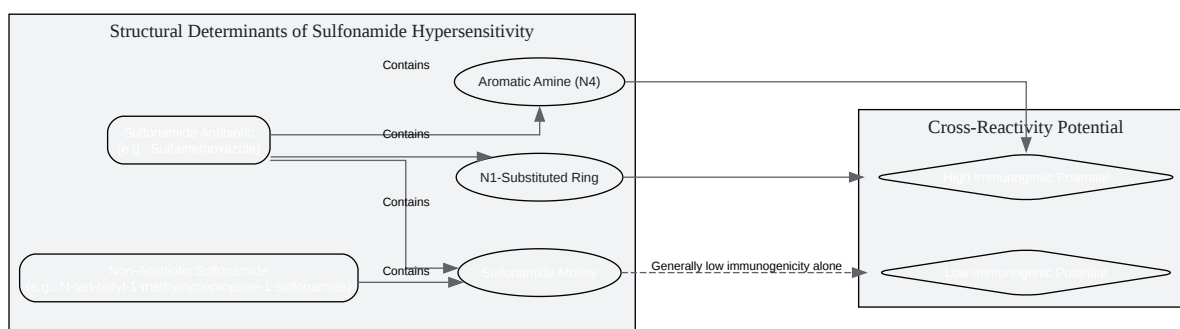 Structural Determinants of Sulfonamide Hypersensitivity
Contains
Aromatic Amine (N4)
Cross-Reactivity Potential
Sulfonamide Antibiotic
(e.g., Sulfamethoxazole)
Contains
N1-Substituted Ring
High Immunogenic Potential
Contains
Non-Antibiotic Sulfonamide
(e.g., N-tert-butyl-1-methylcyclopropane-1-sulfonamide)
Contains
Sulfonamide Moiety
Generally low immunogenicity alone
Low Immunogenic Potential